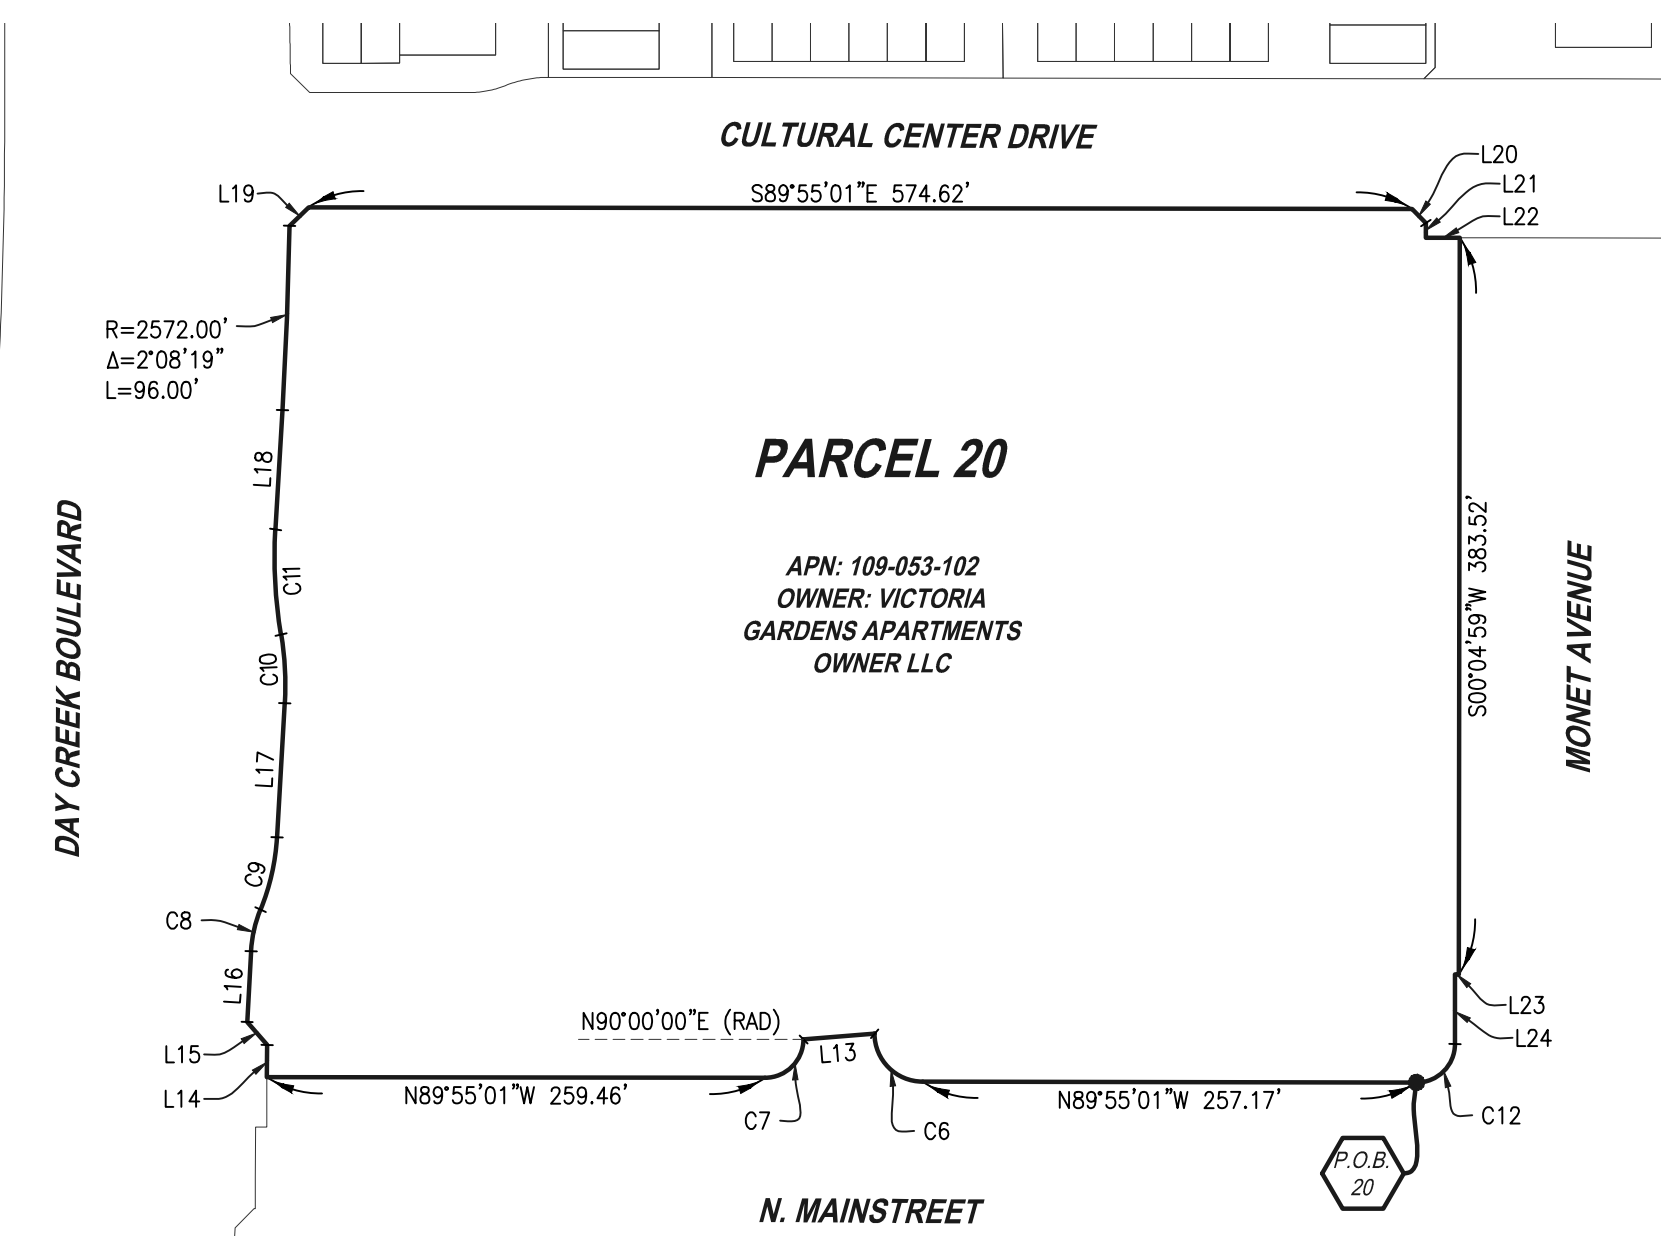 CULTURAL CENTER DRIVE
L20
L19
S89°55'01"E 574.62'
L21
L22
R=2572.00'
Δ=2°08'19"
L=96.00'
PARCEL 20
L18
S00°04'59"W 383.52'
DAY CREEK BOULEVARD
MONET AVENUE
APN: 109-053-102
OWNER: VICTORIA
GARDENS APARTMENTS
OWNER LLC
C11
C10
L17
C9
C8
L16
L23
N90°00'00"E (RAD)
L24
L15
L13
L14
N89°55'01"W 259.46'
N89°55'01"W 257.17'
C7
C6
C12
P.O.B.
20
N. MAINSTREET